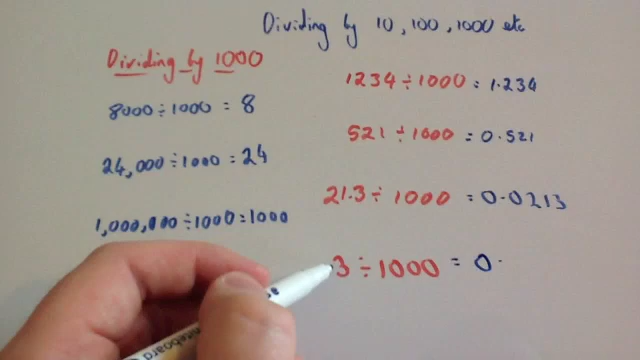 Dividing by 10, 100, 1000 etc
Dividing by 1000
8000 ÷ 1000 = 8
24,000 ÷ 1000 = 24
1,000,000 ÷ 1000 = 1000
1234 ÷ 1000 = 1.234
521 ÷ 1000 = 0.521
21.3 ÷ 1000 = 0.0213
3 ÷ 1000 = 0.